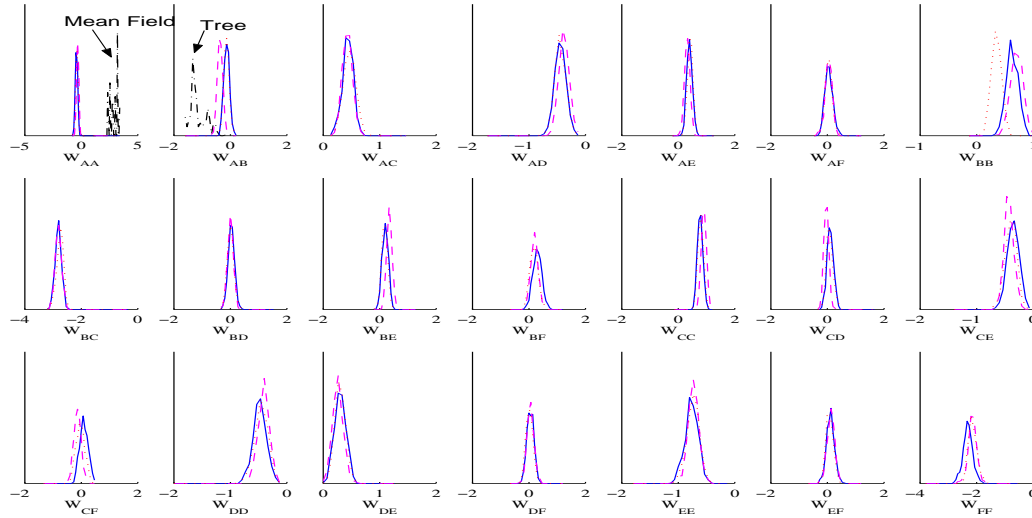 Mean Field
Tree
−5 0 5
W_AA
−2 0 2
W_AB
0 1 2
W_AC
−2 −1 0
W_AD
−2 0 2
W_AE
−2 0 2
W_AF
−1 0 1
W_BB
−4 −2 0
W_BC
−2 0 2
W_BD
−2 0 2
W_BE
−2 0 2
W_BF
−2 0 2
W_CC
−2 0 2
W_CD
−2 −1 0
W_CE
−2 0 2
W_CF
−2 −1 0
W_DD
0 1 2
W_DE
−2 0 2
W_DF
−2 −1 0
W_EE
−2 0 2
W_EF
−4 −2 0
W_FF